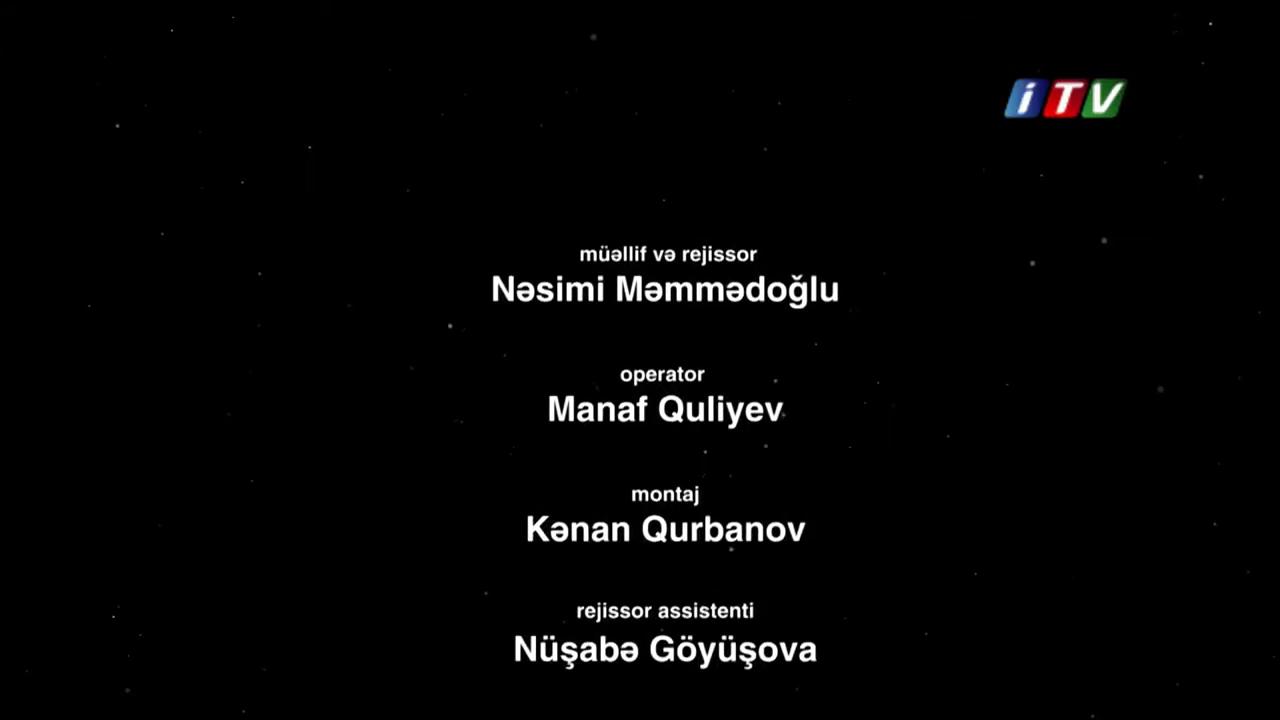 iTV
müəllif və rejissor
Nəsimi Məmmədoğlu
operator
Manaf Quliyev
montaj
Kənan Qurbanov
rejissor assistenti
Nüşabə Göyüşova